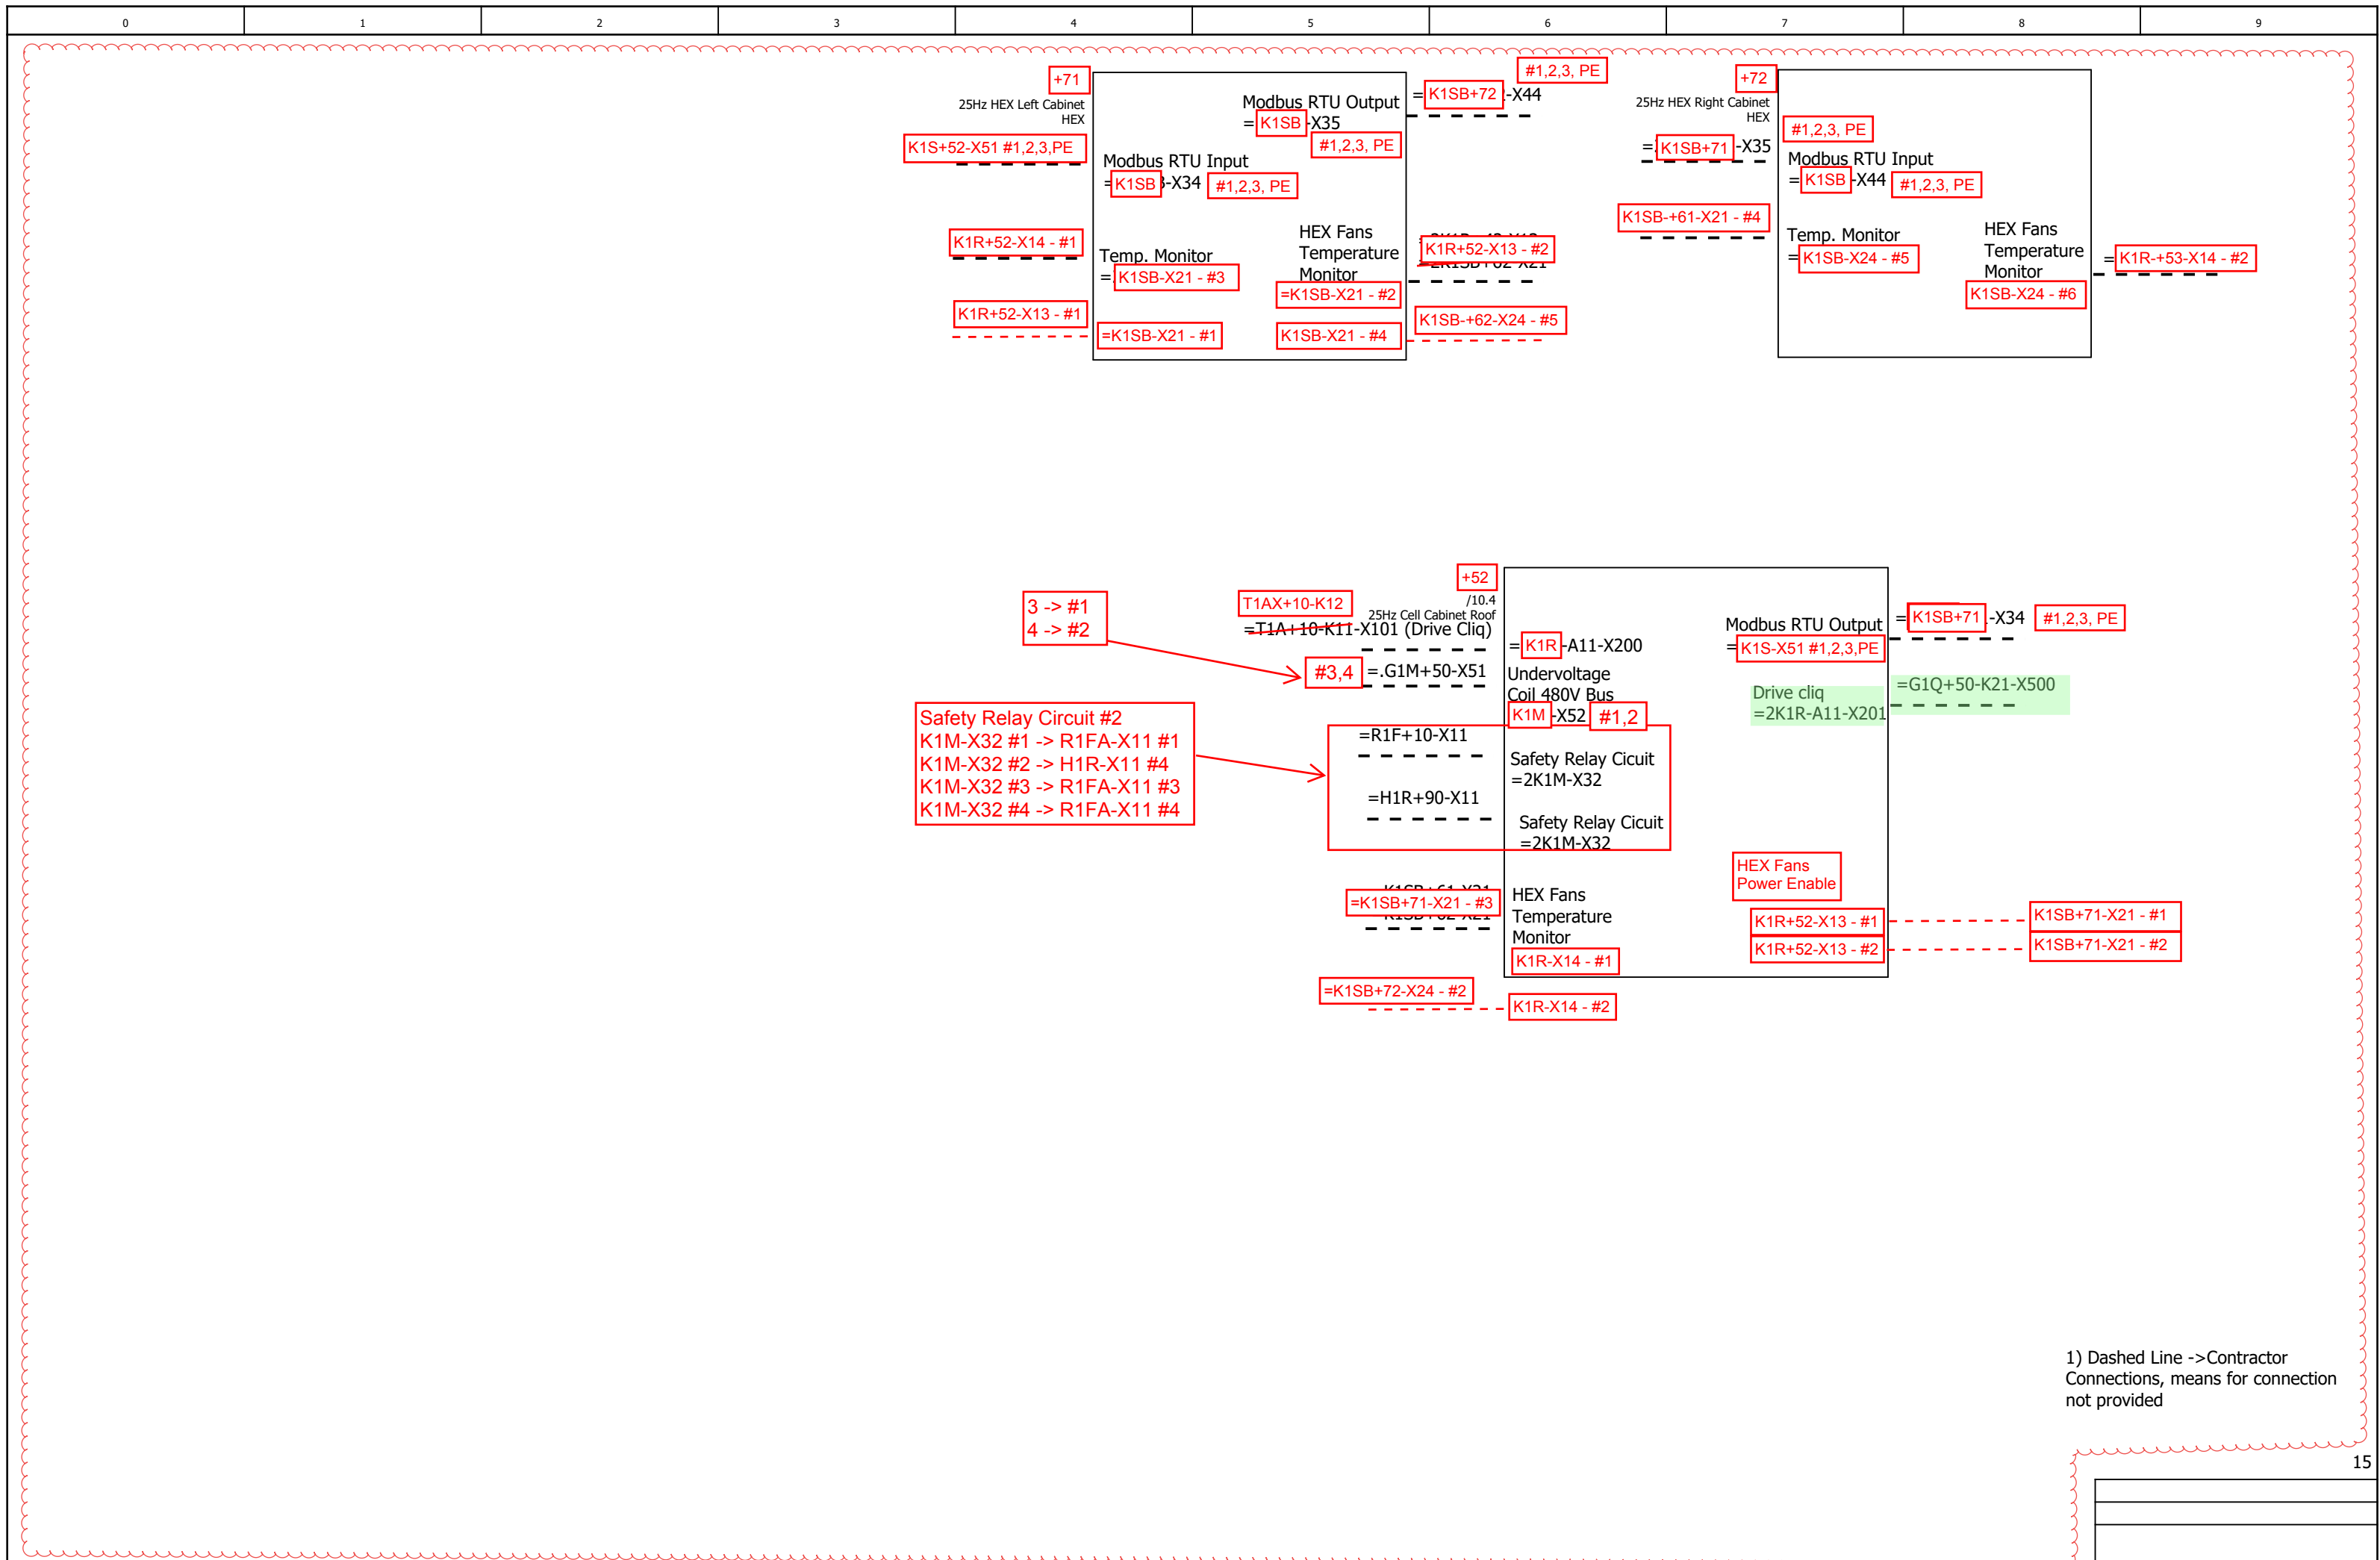 0 1 2 3 4 5 6 7 8 9
+71
25Hz HEX Left Cabinet
HEX
K1S+52-X51 #1,2,3,PE
Modbus RTU Output
= K1SB -X35
#1,2,3, PE
Modbus RTU Input
= K1SB -X34 #1,2,3, PE
K1R+52-X14 - #1
Temp. Monitor
= K1SB-X21 - #3
HEX Fans
Temperature
Monitor
=K1SB-X21 - #2
K1R+52-X13 - #1
=K1SB-X21 - #1
K1SB-X21 - #4
#1,2,3, PE
= K1SB+72 -X44
K1R+52-X13 - #2
K1SB-+62-X24 - #5
+72
25Hz HEX Right Cabinet
HEX
= K1SB+71 -X35
#1,2,3, PE
Modbus RTU Input
= K1SB -X44 #1,2,3, PE
K1SB-+61-X21 - #4
Temp. Monitor
= K1SB-X24 - #5
HEX Fans
Temperature
Monitor
K1SB-X24 - #6
= K1R-+53-X14 - #2
3 -> #1
4 -> #2
+52
/10.4
25Hz Cell Cabinet Roof
T1AX+10-K12
=T1A+10-K11-X101 (Drive Cliq)
= K1R -A11-X200
#3,4 =.G1M+50-X51
Undervoltage
Coil 480V Bus
K1M -X52 #1,2
Modbus RTU Output
= K1S-X51 #1,2,3,PE
= K1SB+71 -X34 #1,2,3, PE
Drive cliq
=2K1R-A11-X201
=G1Q+50-K21-X500
Safety Relay Circuit #2
K1M-X32 #1 -> R1FA-X11 #1
K1M-X32 #2 -> H1R-X11 #4
K1M-X32 #3 -> R1FA-X11 #3
K1M-X32 #4 -> R1FA-X11 #4
=R1F+10-X11
Safety Relay Cicuit
=2K1M-X32
=H1R+90-X11
Safety Relay Cicuit
=2K1M-X32
=K1SB+71-X21 - #3
HEX Fans
Temperature
Monitor
K1R-X14 - #1
HEX Fans
Power Enable
K1R+52-X13 - #1
K1SB+71-X21 - #1
K1R+52-X13 - #2
K1SB+71-X21 - #2
=K1SB+72-X24 - #2
K1R-X14 - #2
1) Dashed Line ->Contractor
Connections, means for connection
not provided
15